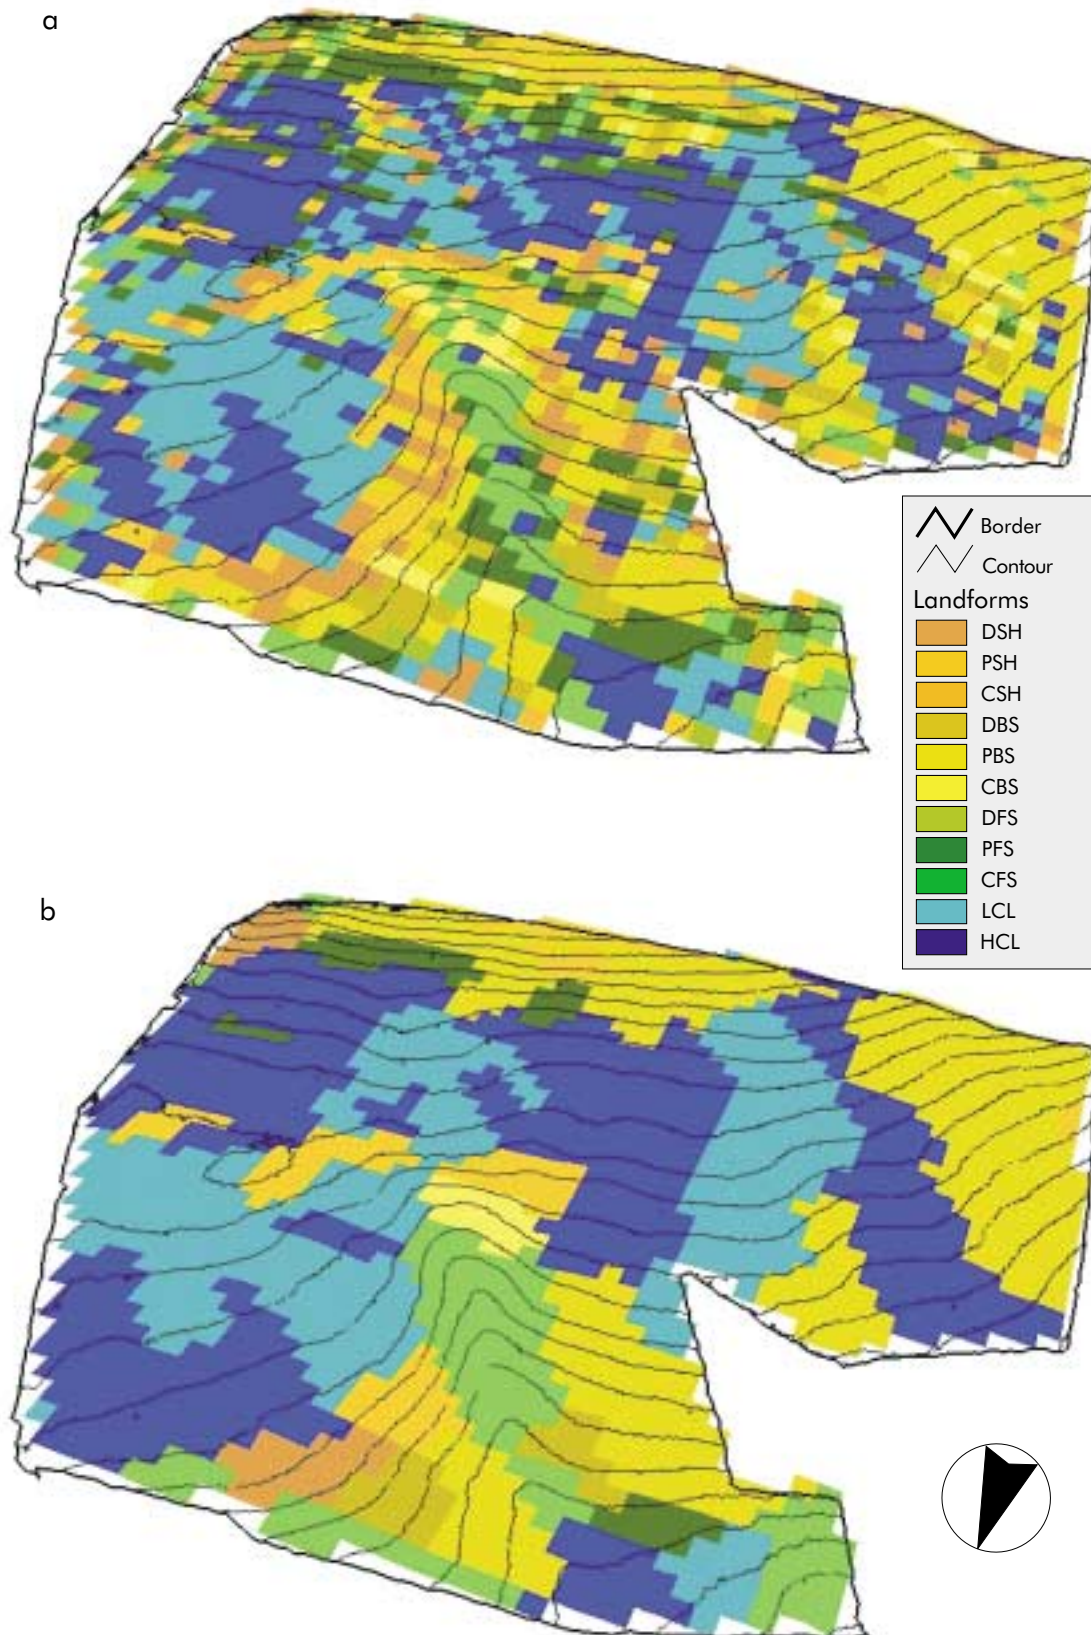 a
Border
Contour
Landforms
DSH
PSH
CSH
DBS
PBS
CBS
DFS
PFS
CFS
LCL
HCL
b